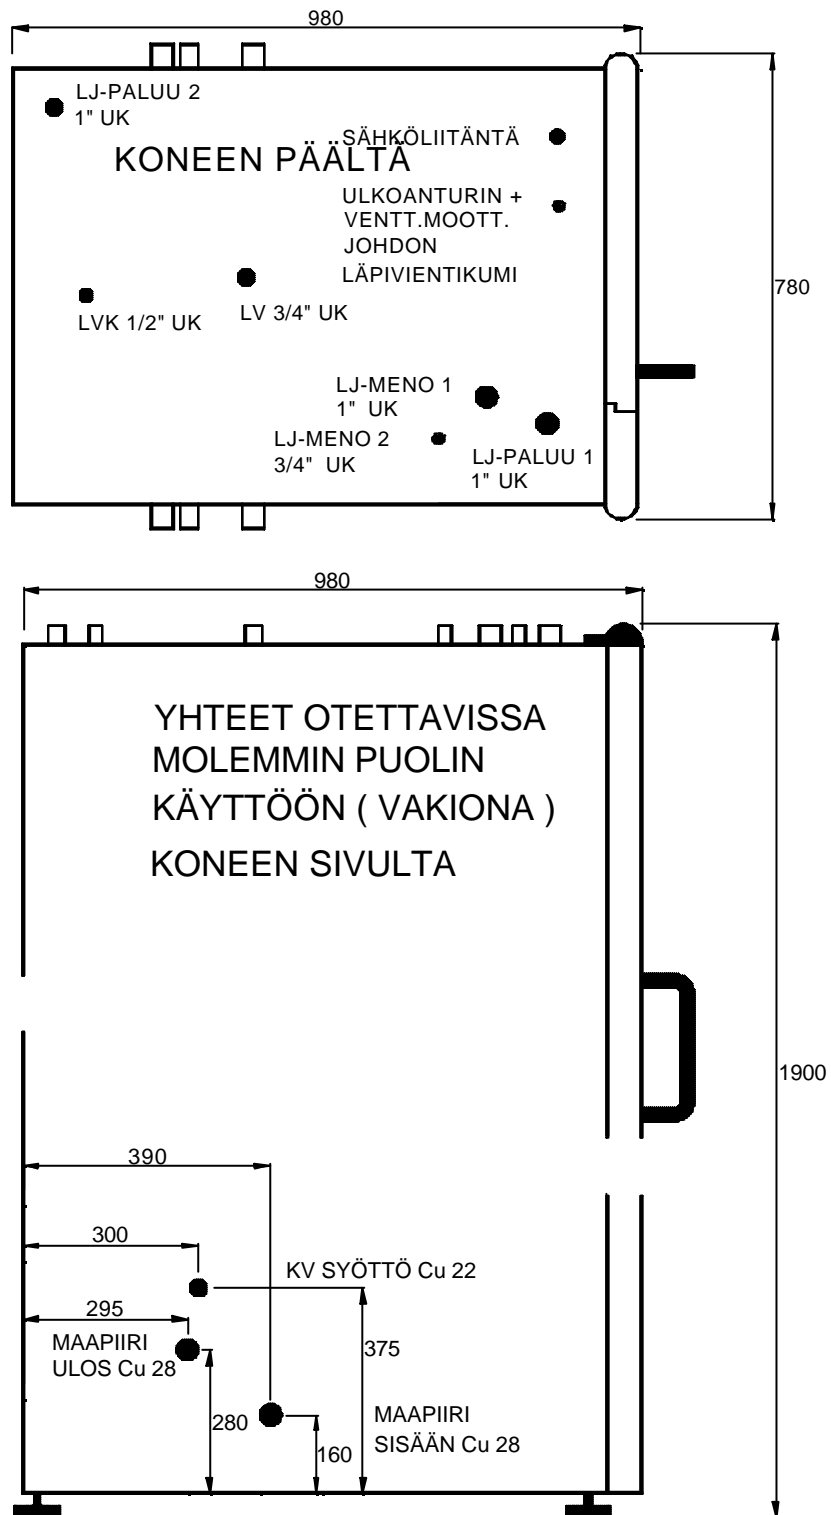 980
LJ-PALUU 2
1" UK
KONEEN PÄÄLTÄ
SÄHKÖLIITÄNTÄ
ULKOANTURIN +
VENTT.MOOTT.
JOHDON
LÄPIVIENTIKUMI
780
LVK 1/2" UK
LV 3/4" UK
LJ-MENO 1
1" UK
LJ-MENO 2
3/4" UK
LJ-PALUU 1
1" UK
980
YHTEET OTETTAVISSA
MOLEMMIN PUOLIN
KÄYTTÖÖN ( VAKIONA )
KONEEN SIVULTA
1900
390
300
KV SYÖTTÖ Cu 22
295
MAAPIIRI
ULOS Cu 28
375
280
160
MAAPIIRI
SISÄÄN Cu 28